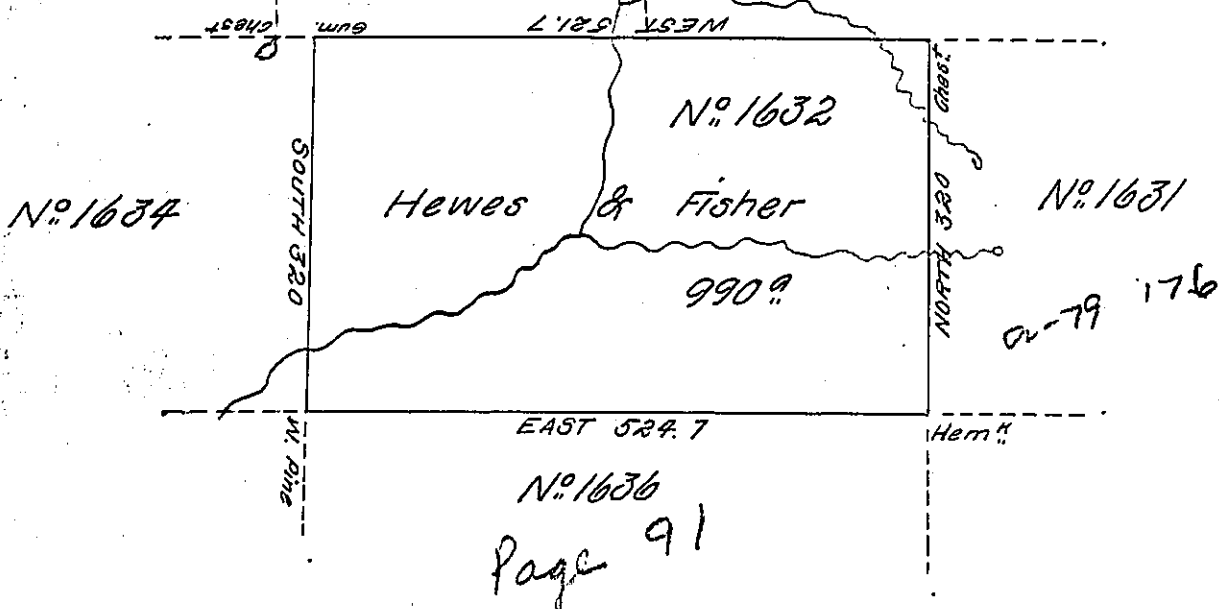 Chest
Gum.
WEST 521.7
Chest.
Nº 1632
SOUTH 320
Nº 1634
Hewes & Fisher
NORTH 320
Nº 1631
990 a
176
EAST 524.7
Hem k
W. Pine
Nº 1636
Page 91